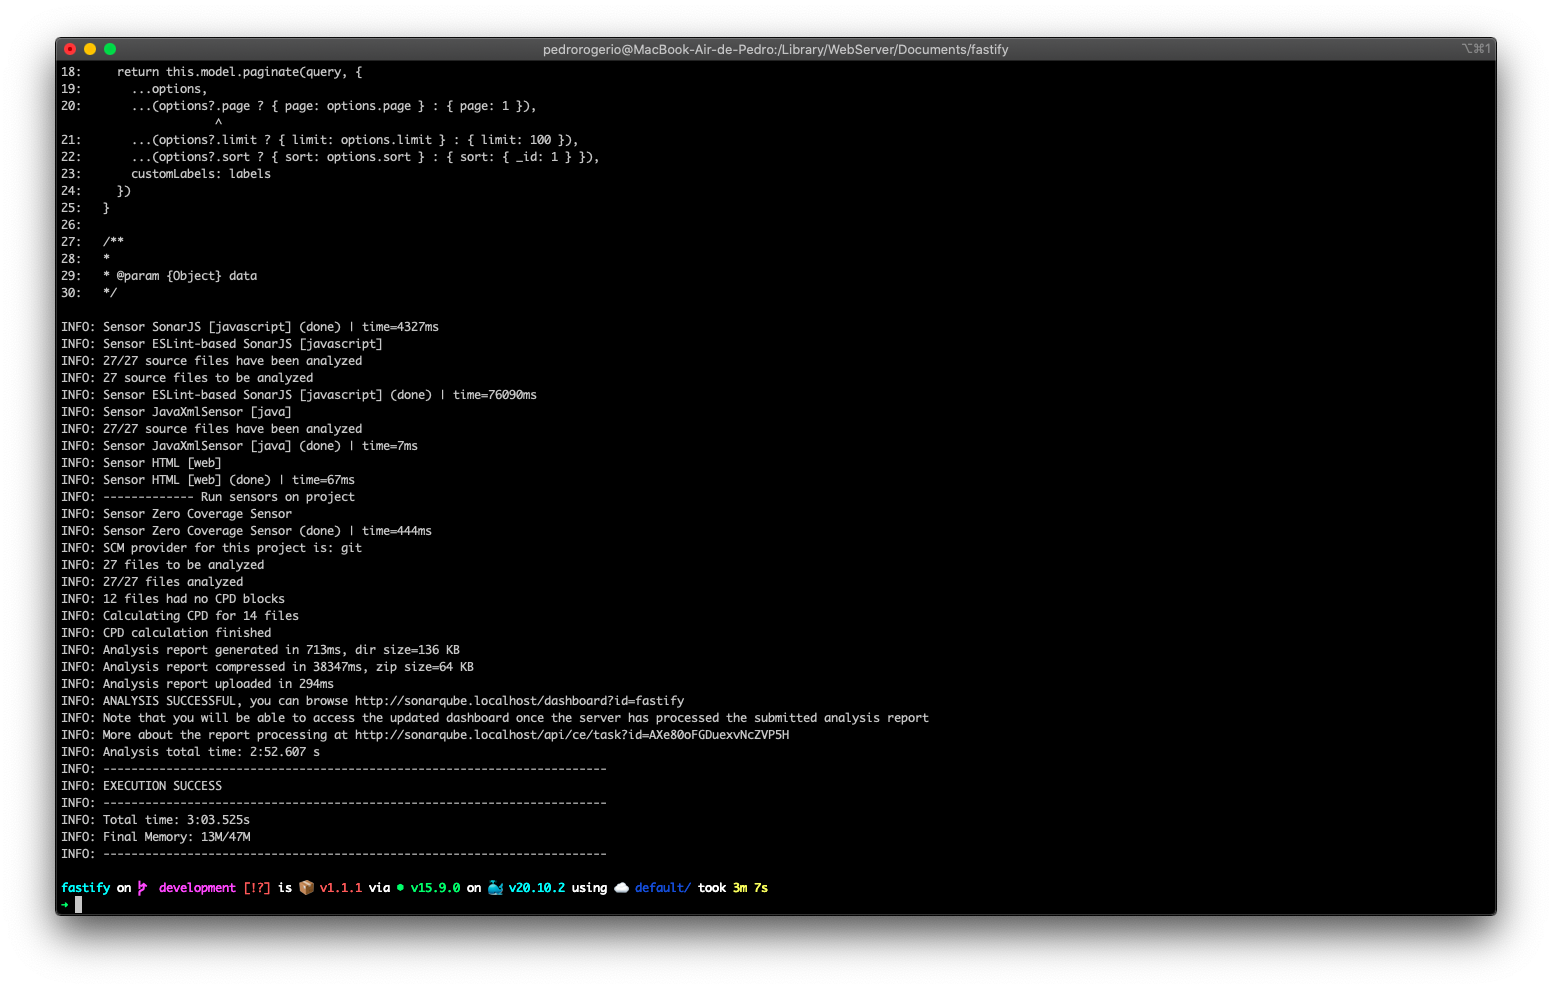 pedrorogerio@MacBook-Air-de-Pedro:/Library/WebServer/Documents/fastify
⌥⌘1
18:     return this.model.paginate(query, {
19:       ...options,
20:       ...(options?.page ? { page: options.page } : { page: 1 }),
                      ^
21:       ...(options?.limit ? { limit: options.limit } : { limit: 100 }),
22:       ...(options?.sort ? { sort: options.sort } : { sort: { _id: 1 } }),
23:       customLabels: labels
24:     })
25:   }
26:
27:   /**
28:   *
29:   * @param {Object} data
30:   */
INFO: Sensor SonarJS [javascript] (done) | time=4327ms
INFO: Sensor ESLint-based SonarJS [javascript]
INFO: 27/27 source files have been analyzed
INFO: 27 source files to be analyzed
INFO: Sensor ESLint-based SonarJS [javascript] (done) | time=76090ms
INFO: Sensor JavaXmlSensor [java]
INFO: 27/27 source files have been analyzed
INFO: Sensor JavaXmlSensor [java] (done) | time=7ms
INFO: Sensor HTML [web]
INFO: Sensor HTML [web] (done) | time=67ms
INFO: ------------- Run sensors on project
INFO: Sensor Zero Coverage Sensor
INFO: Sensor Zero Coverage Sensor (done) | time=444ms
INFO: SCM provider for this project is: git
INFO: 27 files to be analyzed
INFO: 27/27 files analyzed
INFO: 12 files had no CPD blocks
INFO: Calculating CPD for 14 files
INFO: CPD calculation finished
INFO: Analysis report generated in 713ms, dir size=136 KB
INFO: Analysis report compressed in 38347ms, zip size=64 KB
INFO: Analysis report uploaded in 294ms
INFO: ANALYSIS SUCCESSFUL, you can browse http://sonarqube.localhost/dashboard?id=fastify
INFO: Note that you will be able to access the updated dashboard once the server has processed the submitted analysis report
INFO: More about the report processing at http://sonarqube.localhost/api/ce/task?id=AXe80oFGDuexvNcZVP5H
INFO: Analysis total time: 2:52.607 s
INFO: ------------------------------------------------------------------------
INFO: EXECUTION SUCCESS
INFO: ------------------------------------------------------------------------
INFO: Total time: 3:03.525s
INFO: Final Memory: 13M/47M
INFO: ------------------------------------------------------------------------
fastify on development [!?] is 📦 v1.1.1 via ● v15.9.0 on 🐳 v20.10.2 using ☁️ default/ took 3m 7s
➜